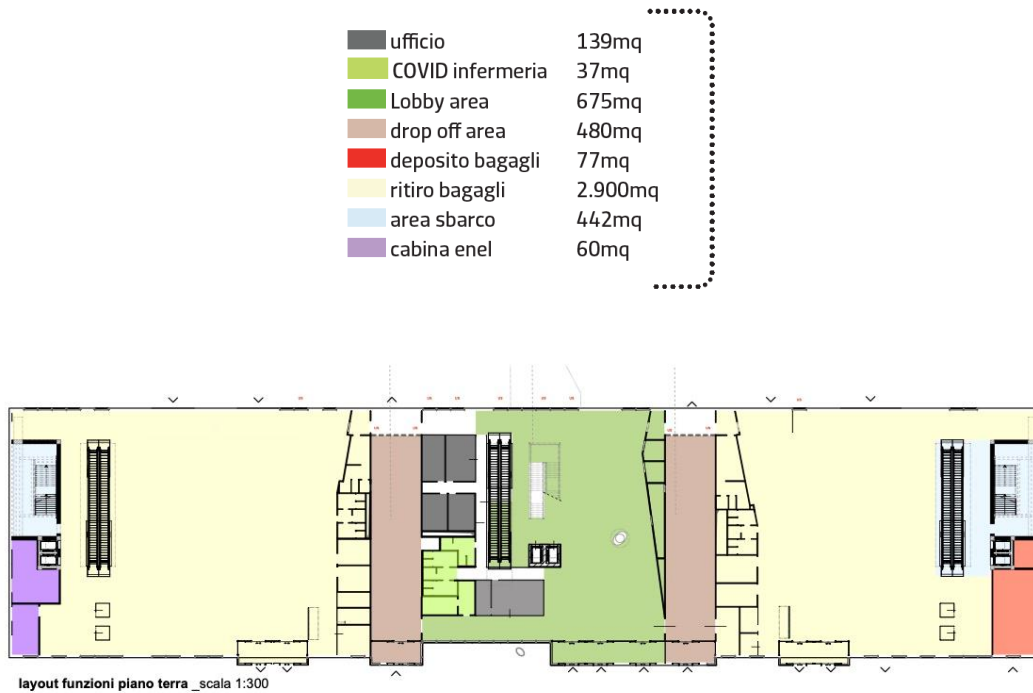 ufficio 139mq
COVID infermeria 37mq
Lobby area 675mq
drop off area 480mq
deposito bagagli 77mq
ritiro bagagli 2.900mq
area sbarco 442mq
cabina enel 60mq
layout funzioni piano terra _scala 1:300